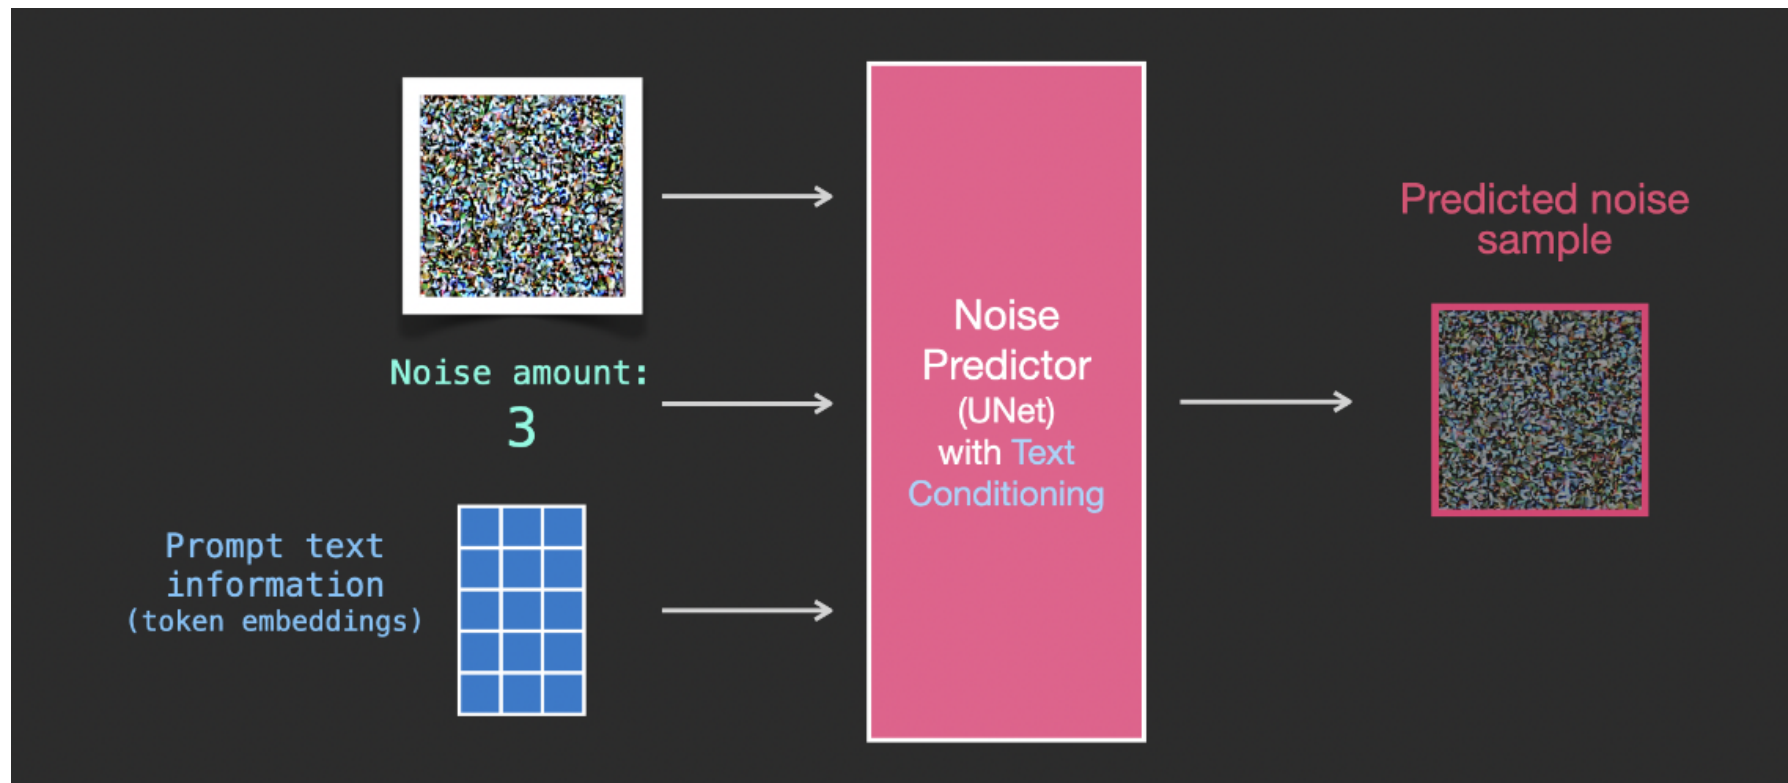 Noise amount:
3
Prompt text
information
(token embeddings)
Noise
Predictor
(UNet)
with Text
Conditioning
Predicted noise
sample